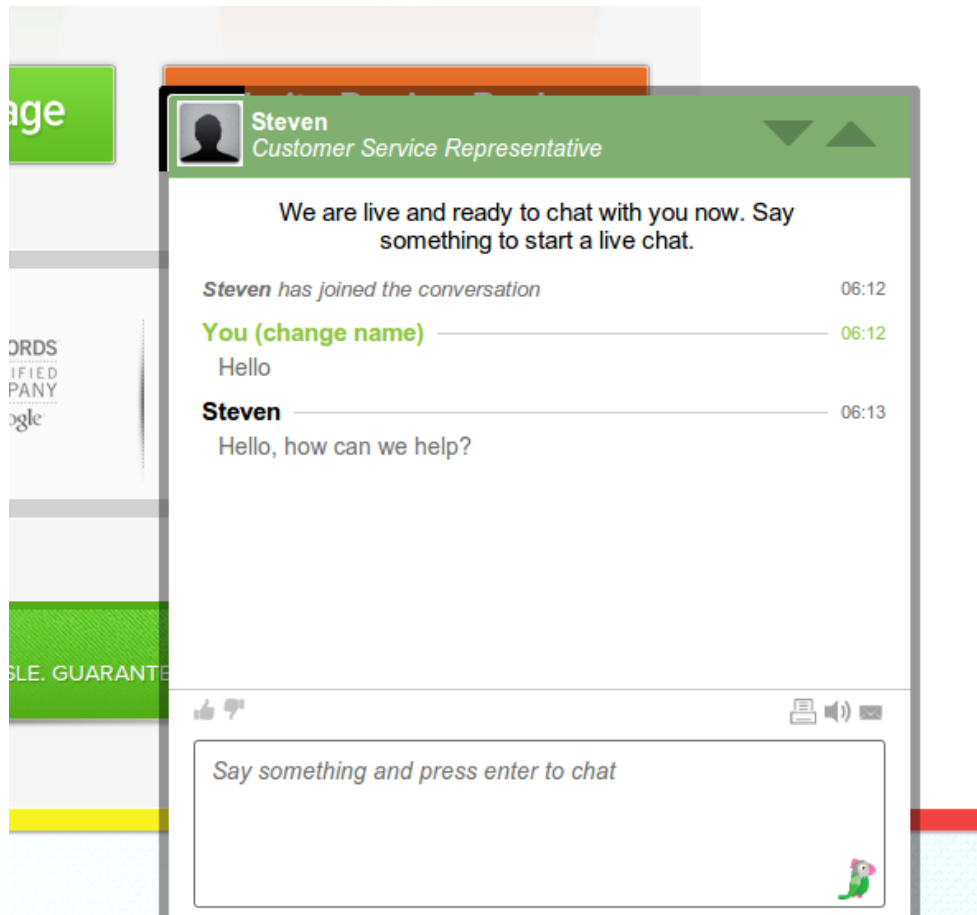 Steven
Customer Service Representative
We are live and ready to chat with you now. Say
something to start a live chat.
Steven has joined the conversation 06:12
You (change name) 06:12
Hello
Steven 06:13
Hello, how can we help?
Say something and press enter to chat
age
ORDS
IFIED
PANY
ogle
SLE. GUARANTE